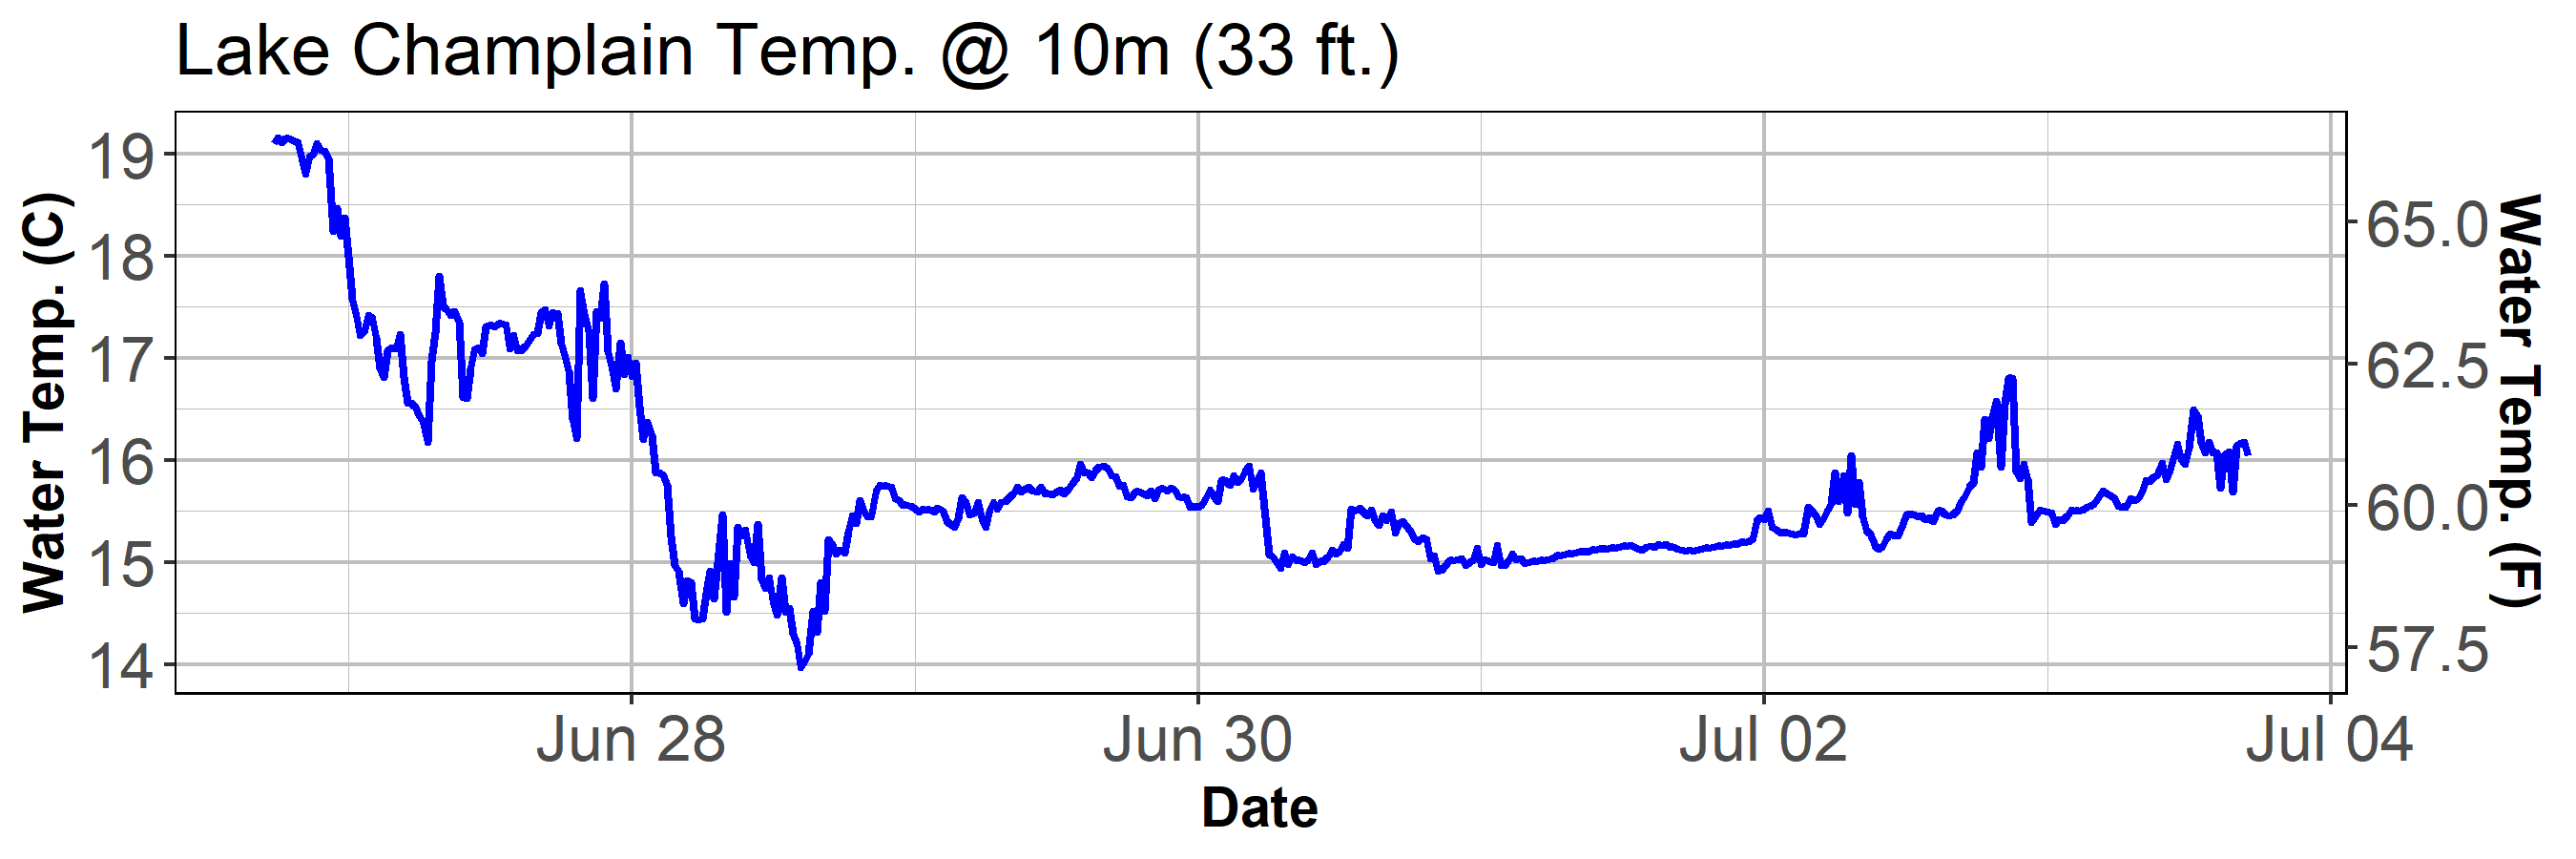 Lake Champlain Temp. @ 10m (33 ft.)
Water Temp. (C)
19
18
17
16
15
14
65.0
62.5
60.0
57.5
Water Temp. (F)
Jun 28 Jun 30 Jul 02 Jul 04
Date